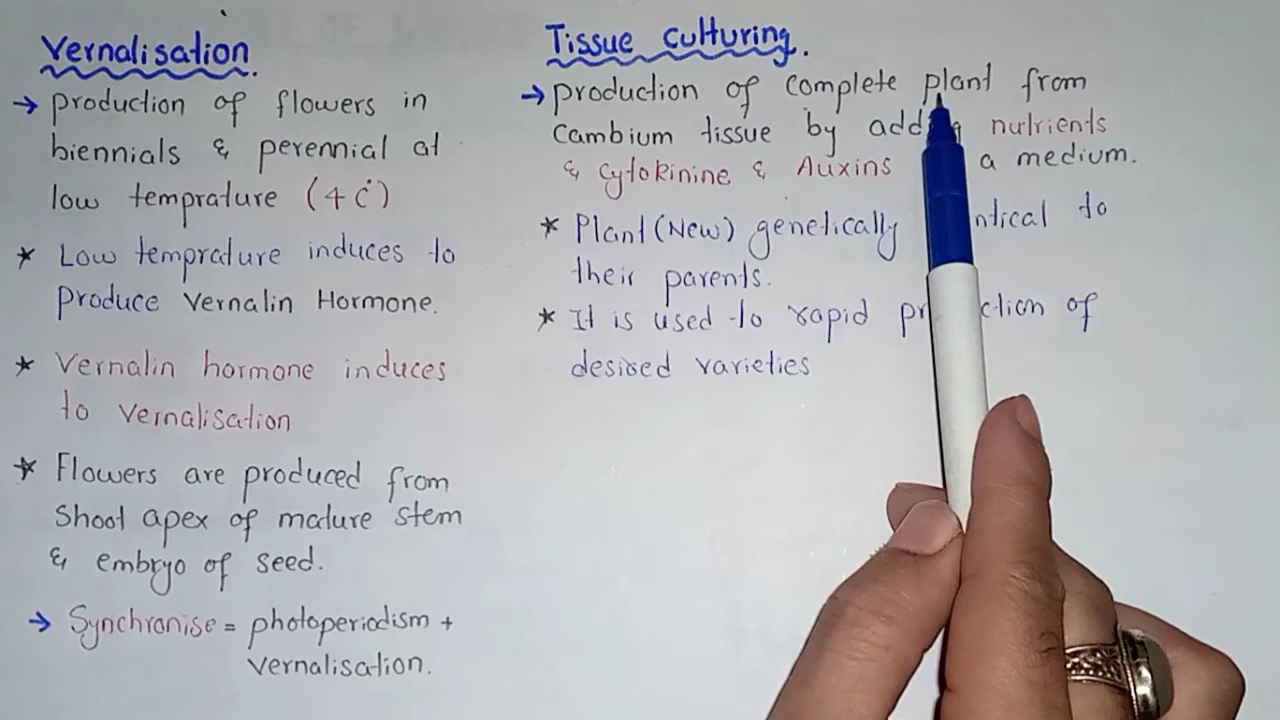 Vernalisation.
→ production of flowers in
biennials & perennial at
low temprature (4 c°)
* Low temprature induces to
produce vernalin Hormone.
* Vernalin hormone induces
to vernalisation
* Flowers are produced from
shoot apex of mature stem
& embryo of seed.
→ Synchronise = photoperiodism +
vernalisation.
Tissue culturing.
→ production of complete plant from
Cambium tissue by nutrients
& cytokinine & Auxins a medium.
* Plant (New) genetically to
their parents.
* It is used to rapid of
desired varieties